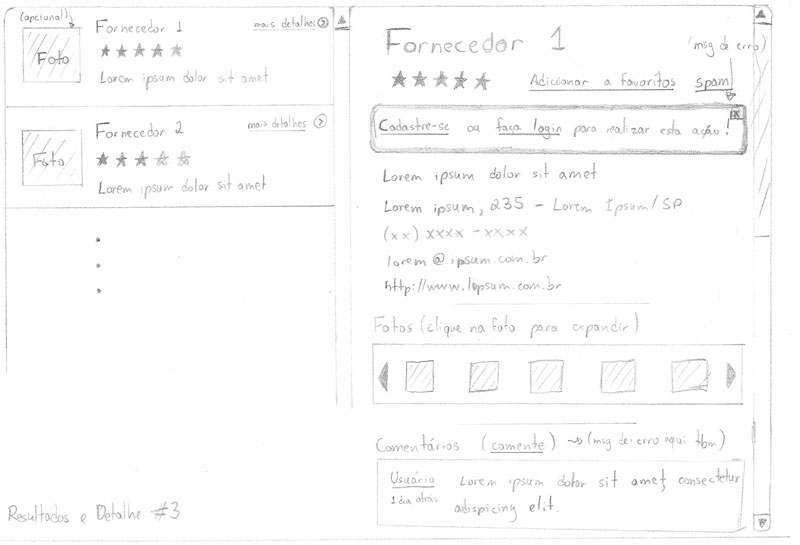 (opcional)
Foto
Fornecedor 1
mais detalhes
Lorem ipsum dolor sit amet
Foto
Fornecedor 2
mais detalhes
Lorem ipsum dolor sit amet
Resultados e Detalhe #3
Fornecedor 1
(msg de erro)
Adicionar a favoritos
spam
x
Cadastre-se ou faça login para realizar esta ação!
Lorem ipsum dolor sit amet
Lorem ipsum, 235 - Lorem Ipsum/SP
(xx) xxxx-xxxx
lorem@ipsum.com.br
http://www.lopsum.com.br
Fotos (clique na foto para expandir)
Comentários (comente) ~> (msg de erro aqui tbm)
Usuário
1 dia atrás
Lorem ipsum dolor sit amet consectetur
adispicing elit.